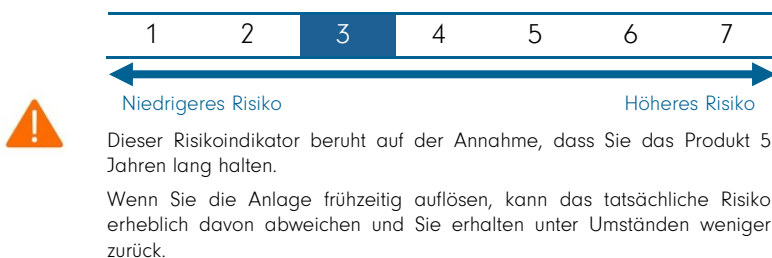 1 2 3 4 5 6 7
Niedrigeres Risiko Höheres Risiko
Dieser Risikoindikator beruht auf der Annahme, dass Sie das Produkt 5
Jahren lang halten.
Wenn Sie die Anlage frühzeitig auflösen, kann das tatsächliche Risiko
erheblich davon abweichen und Sie erhalten unter Umständen weniger
zurück.